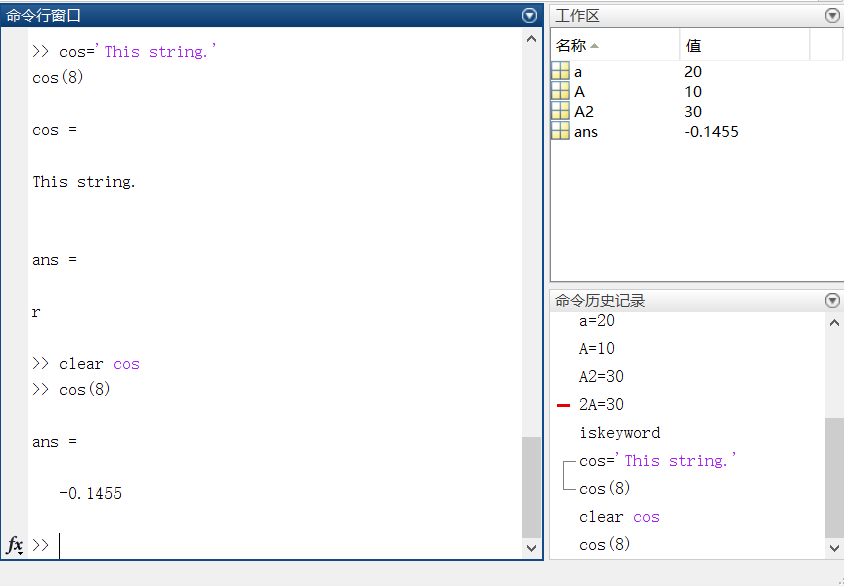 命令行窗口
>> cos='This string.'
cos(8)
cos =
This string.
ans =
r
>> clear cos
>> cos(8)
ans =
-0.1455
fx >>
工作区
名称 值
a 20
A 10
A2 30
ans -0.1455
命令历史记录
a=20
A=10
A2=30
2A=30
iskeyword
cos='This string.'
cos(8)
clear cos
cos(8)